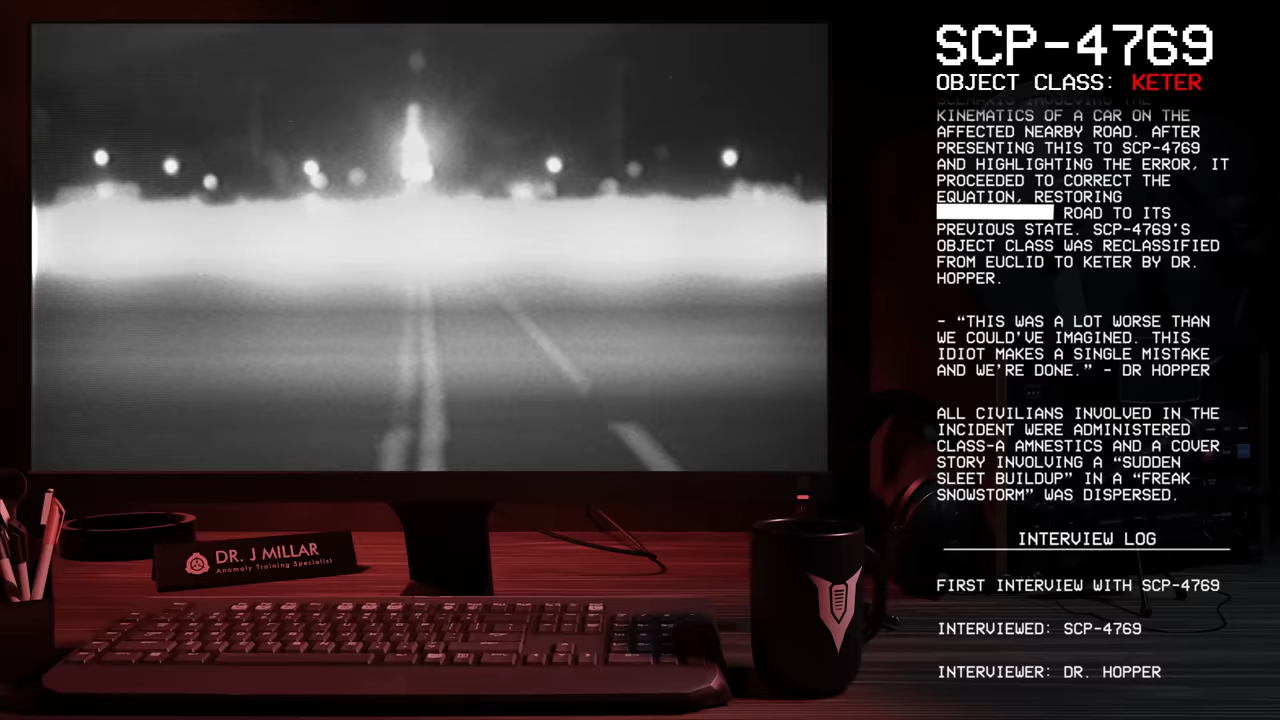 SCP-4769
OBJECT CLASS: KETER
SCENARIO INVOLVING THE
KINEMATICS OF A CAR ON THE
AFFECTED NEARBY ROAD. AFTER
PRESENTING THIS TO SCP-4769
AND HIGHLIGHTING THE ERROR, IT
PROCEEDED TO CORRECT THE
EQUATION, RESTORING
ROAD TO ITS
PREVIOUS STATE. SCP-4769'S
OBJECT CLASS WAS RECLASSIFIED
FROM EUCLID TO KETER BY DR.
HOPPER.
- “THIS WAS A LOT WORSE THAN
WE COULD'VE IMAGINED. THIS
IDIOT MAKES A SINGLE MISTAKE
AND WE'RE DONE.” - DR HOPPER
ALL CIVILIANS INVOLVED IN THE
INCIDENT WERE ADMINISTERED
CLASS-A AMNESTICS AND A COVER
STORY INVOLVING A “SUDDEN
SLEET BUILDUP” IN A “FREAK
SNOWSTORM” WAS DISPERSED.
INTERVIEW LOG
FIRST INTERVIEW WITH SCP-4769
INTERVIEWED: SCP-4769
INTERVIEWER: DR. HOPPER
DR. J MILLAR
Anomaly Training Specialist